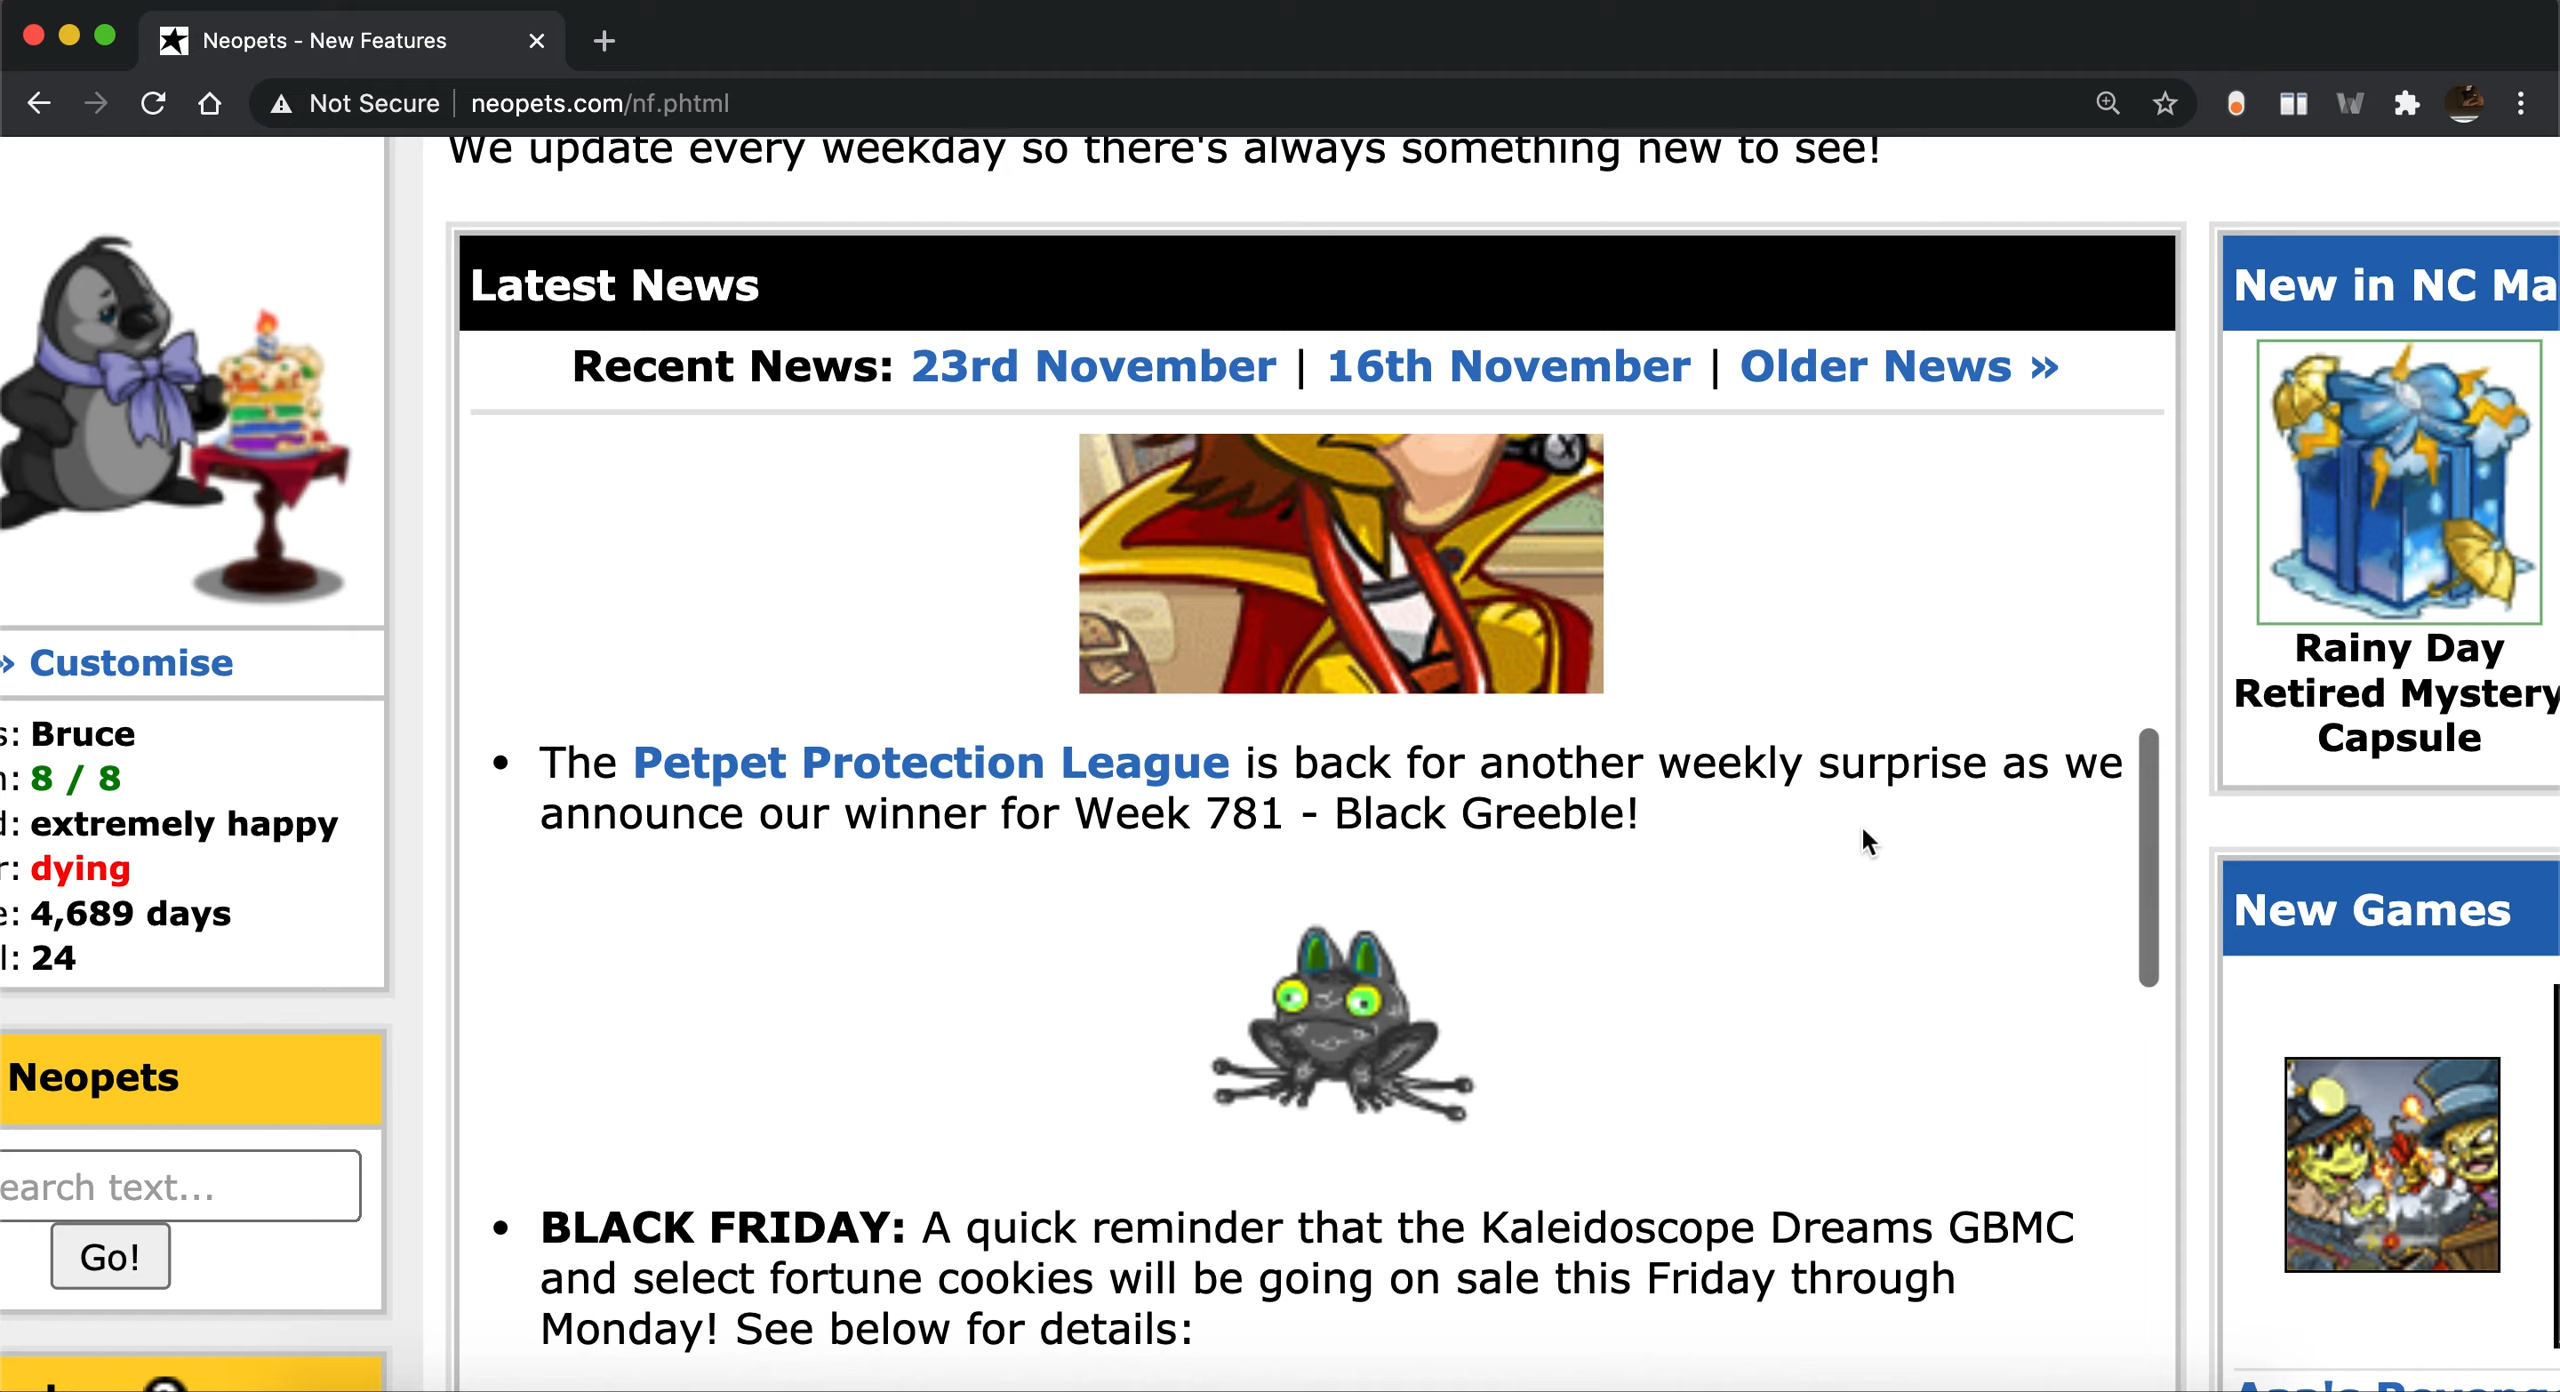 Neopets - New Features
Not Secure
neopets.com/nf.phtml
We update every weekday so there's always something new to see!
» Customise
s: Bruce
n: 8 / 8
d: extremely happy
r: dying
e: 4,689 days
l: 24
Neopets
earch text...
Go!
Latest News
Recent News: 23rd November | 16th November | Older News »
• The Petpet Protection League is back for another weekly surprise as we
announce our winner for Week 781 - Black Greeble!
• BLACK FRIDAY: A quick reminder that the Kaleidoscope Dreams GBMC
and select fortune cookies will be going on sale this Friday through
Monday! See below for details:
New in NC Ma
Rainy Day
Retired Mystery
Capsule
New Games